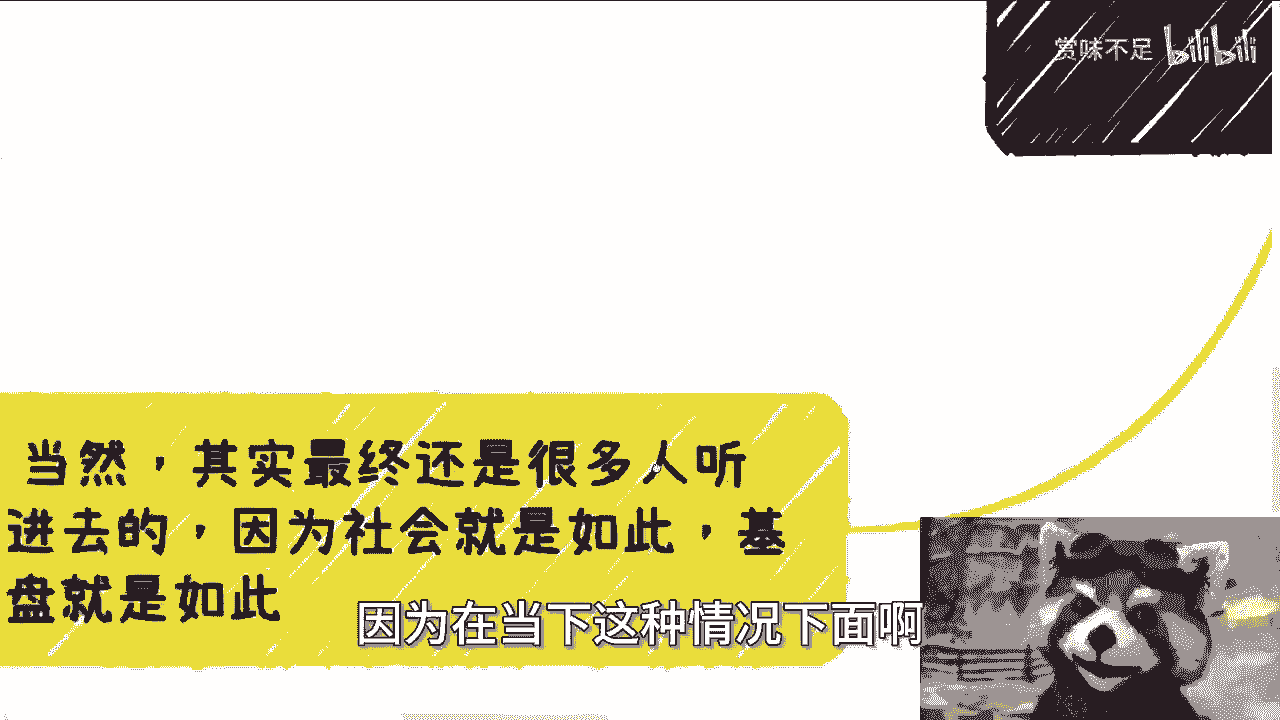 赏味不足 bilibili
当然，其实最终还是很多人听
进去的，因为社会就是如此，基
盘就是如此
因为在当下这种情况下面啊